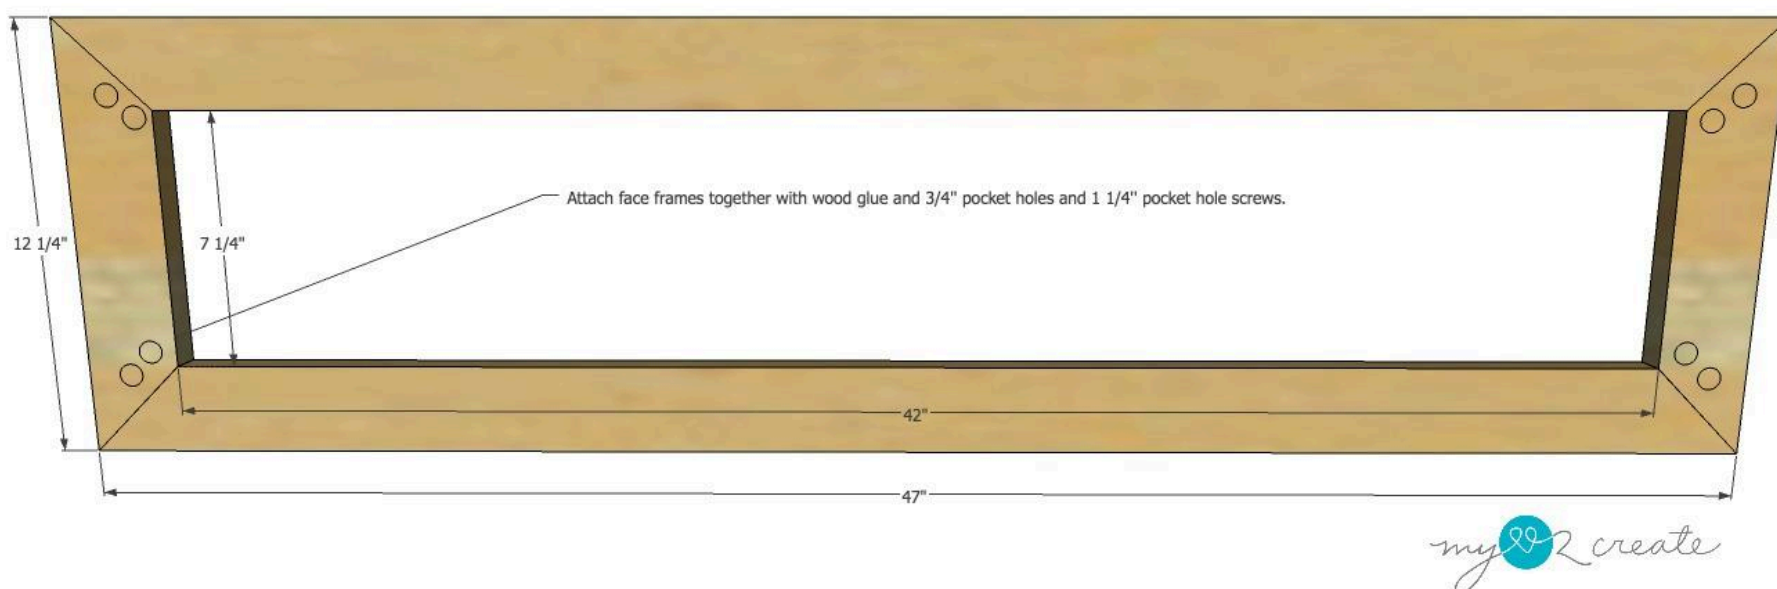 Attach face frames together with wood glue and 3/4" pocket holes and 1 1/4" pocket hole screws.
12 1/4"
7 1/4"
42"
47"
my 2 create